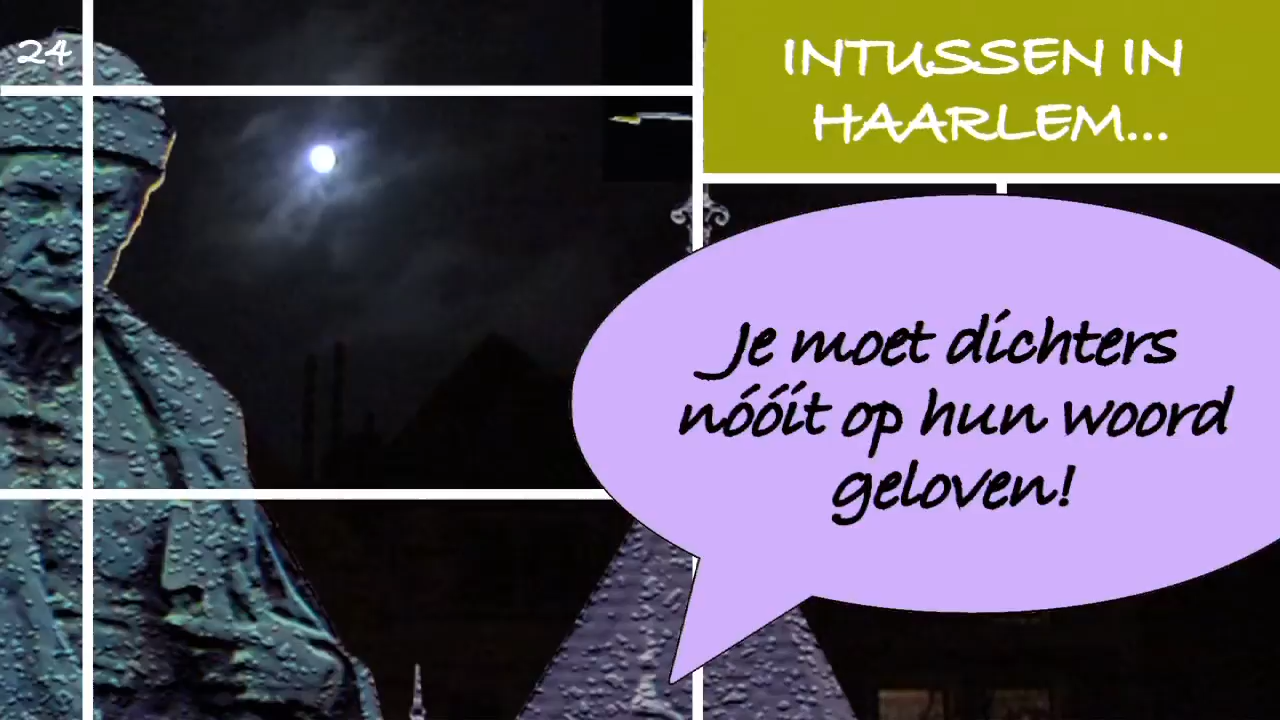 24
INTUSSEN IN
HAARLEM...
Je moet dichters
nóóit op hun woord
geloven!